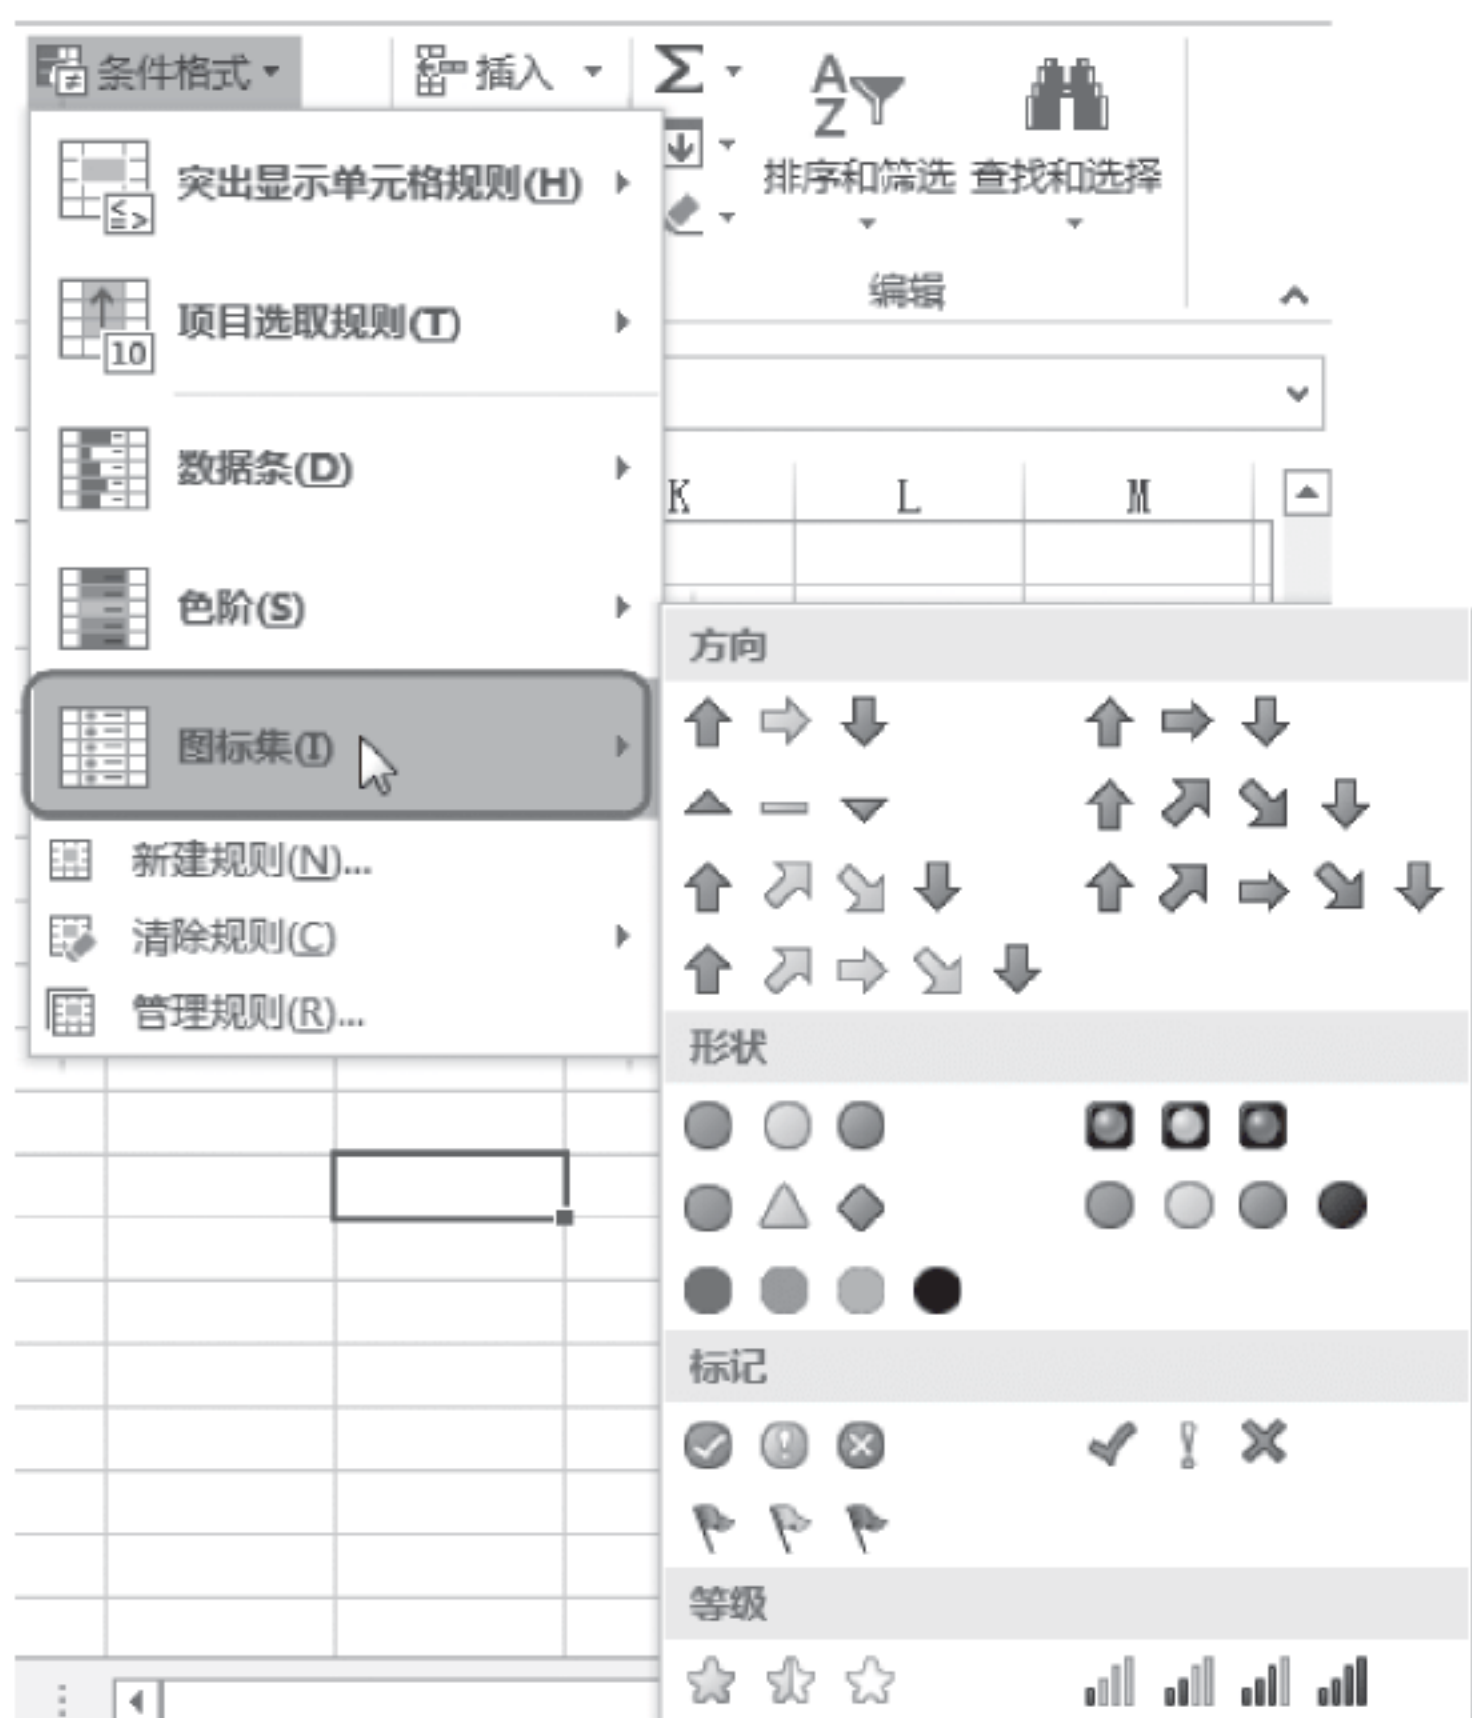 条件格式
插入
排序和筛选
查找和选择
编辑
突出显示单元格规则(H)
项目选取规则(T)
数据条(D)
色阶(S)
图标集(I)
新建规则(N)...
清除规则(C)
管理规则(R)...
K
L
M
方向
形状
标记
等级